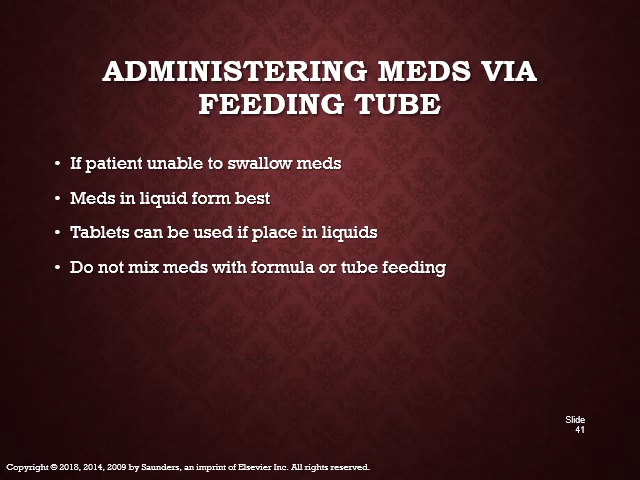 ADMINISTERING MEDS VIA
FEEDING TUBE
• If patient unable to swallow meds
• Meds in liquid form best
• Tablets can be used if place in liquids
• Do not mix meds with formula or tube feeding
Slide
41
Copyright © 2018, 2014, 2009 by Saunders, an imprint of Elsevier Inc. All rights reserved.